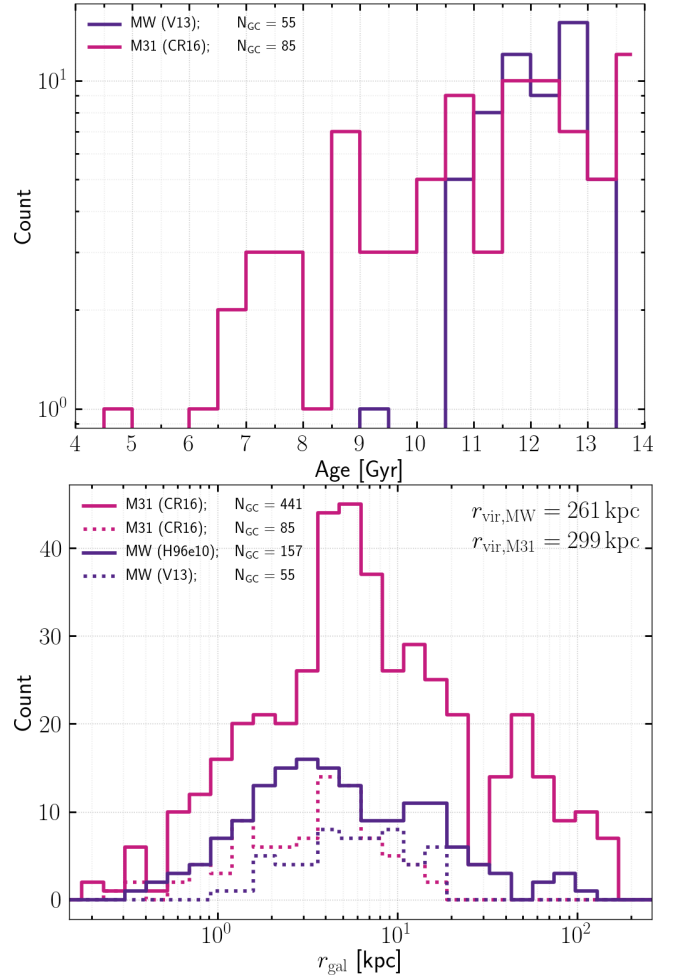 MW (V13); N_GC = 55
M31 (CR16); N_GC = 85
10^1
10^0
Count
4 5 6 7 8 9 10 11 12 13 14
Age [Gyr]
M31 (CR16); N_GC = 441
M31 (CR16); N_GC = 85
MW (H96e10); N_GC = 157
MW (V13); N_GC = 55
r_vir,MW = 261 kpc
r_vir,M31 = 299 kpc
40
30
20
10
0
Count
10^0 10^1 10^2
r_gal [kpc]